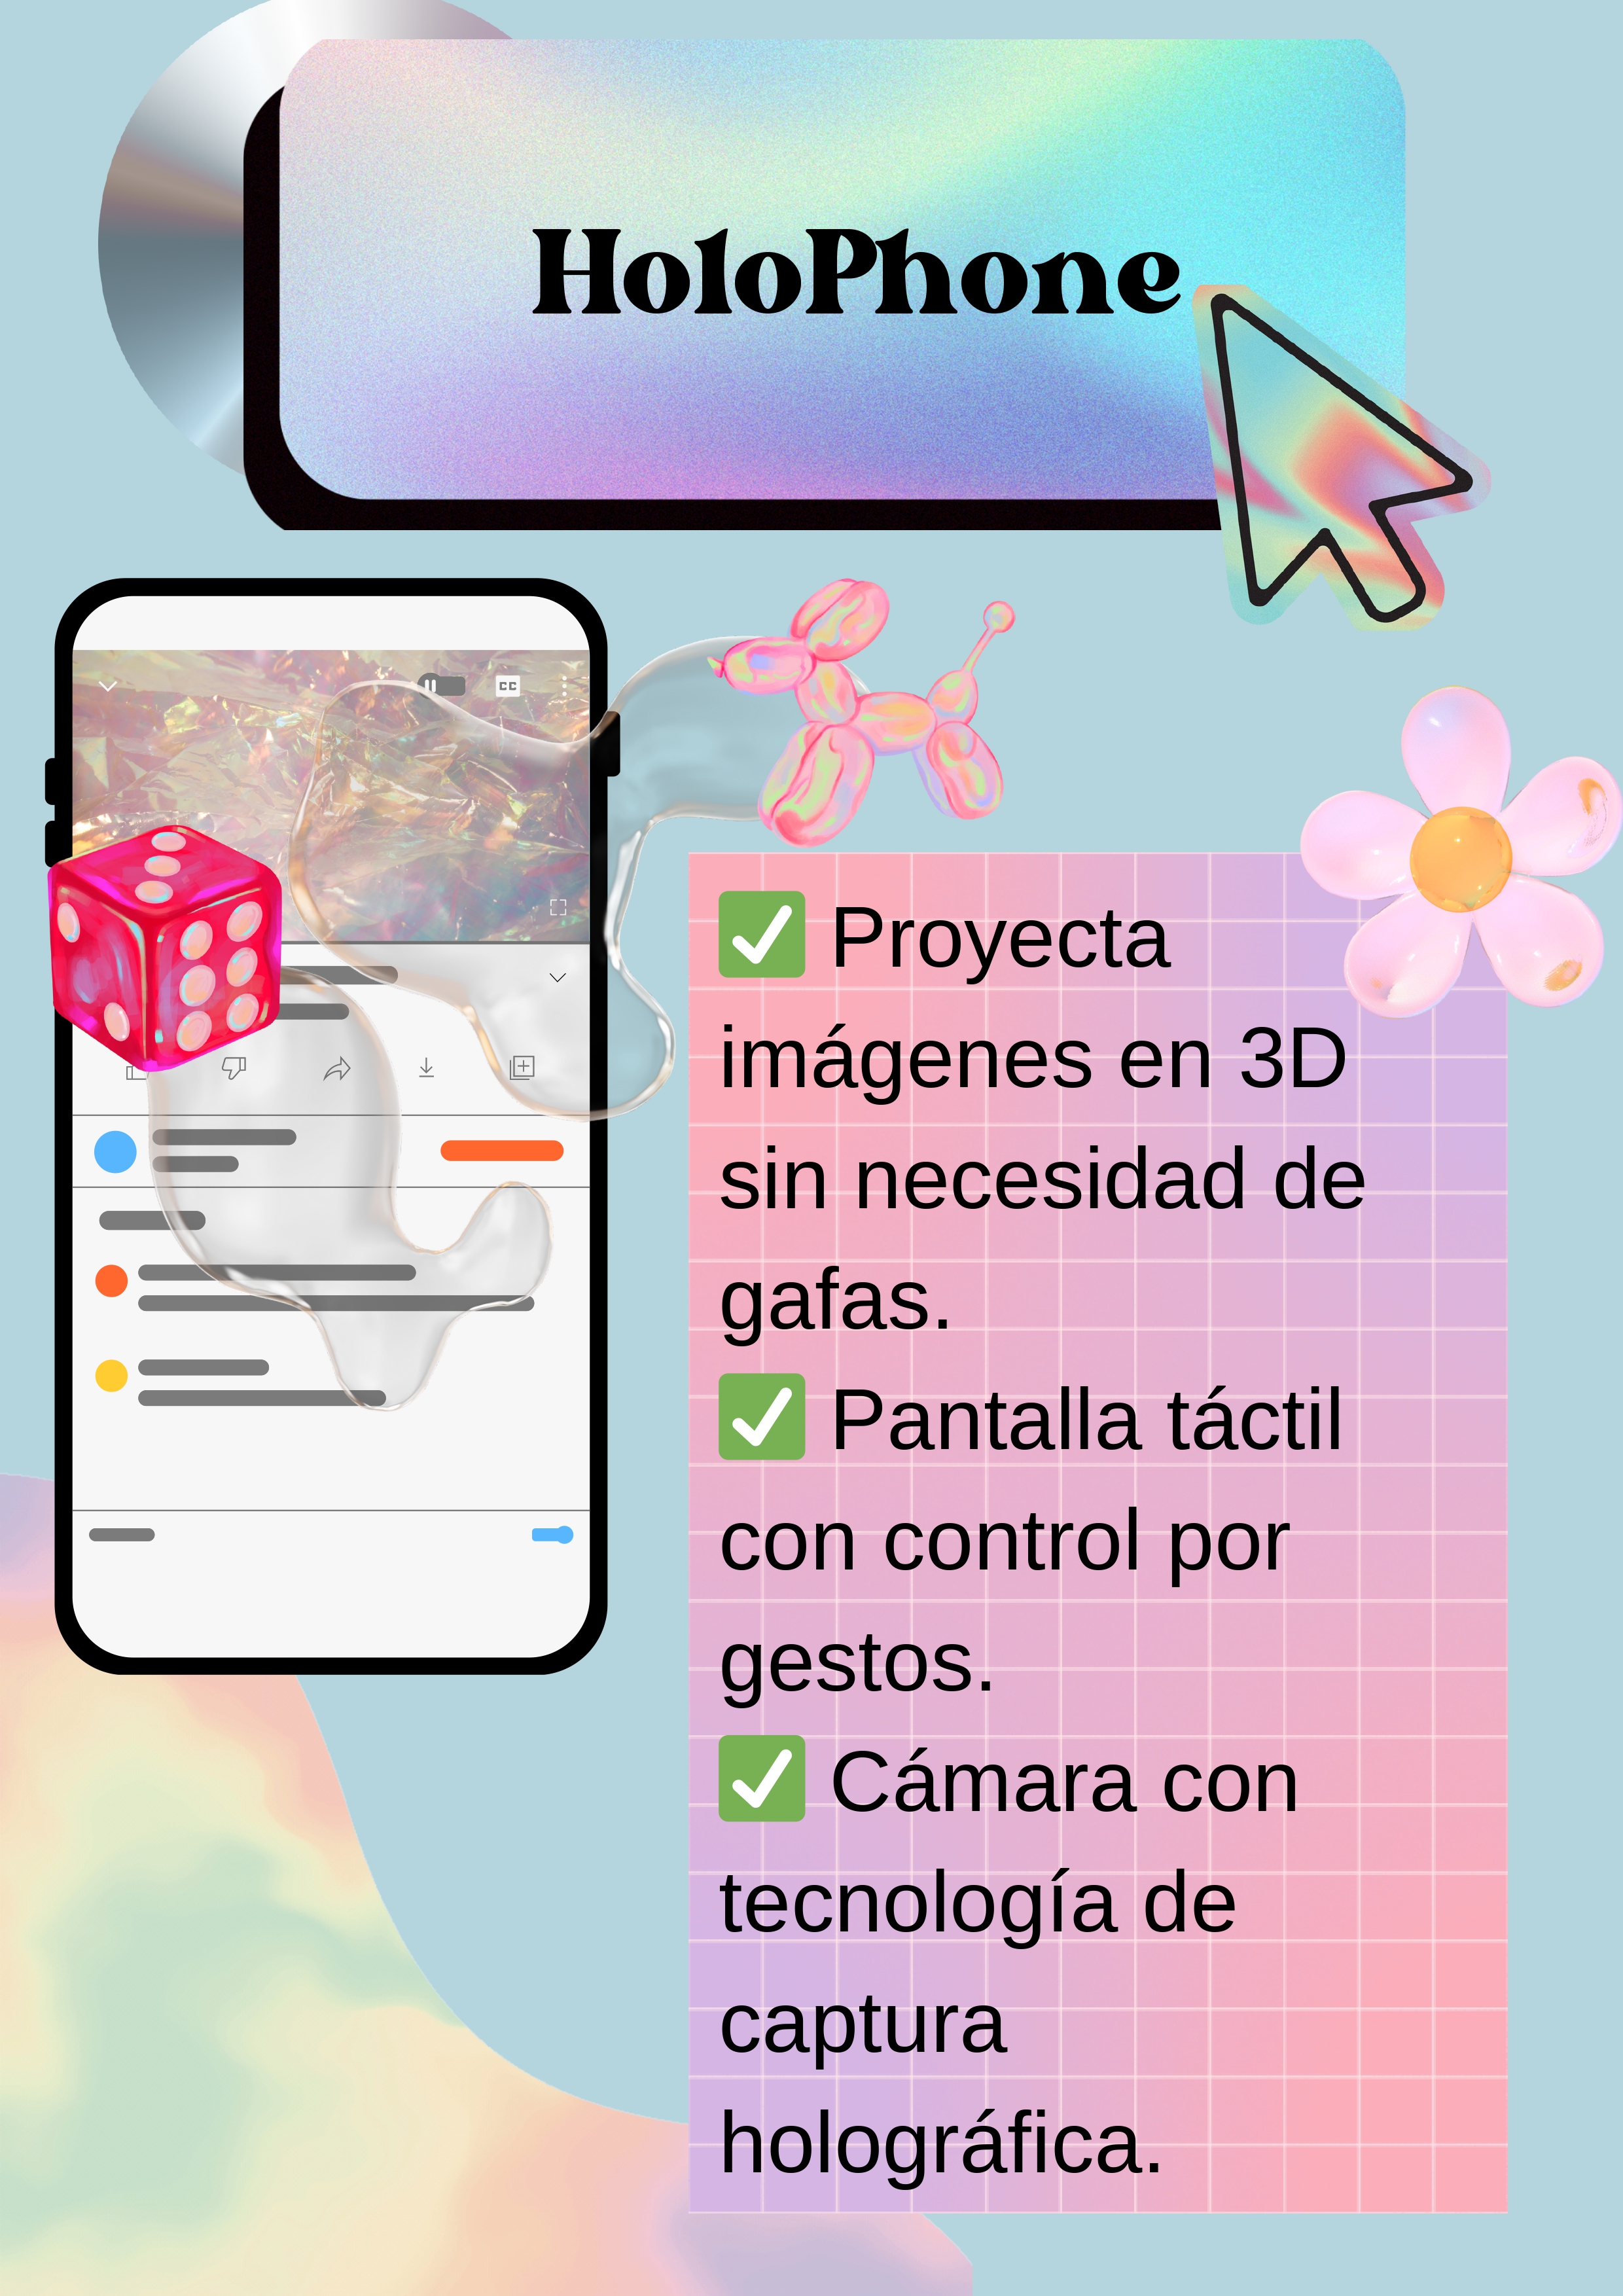 HoloPhone
CC
✅ Proyecta
imágenes en 3D
sin necesidad de
gafas.
✅ Pantalla táctil
con control por
gestos.
✅ Cámara con
tecnología de
captura
holográfica.